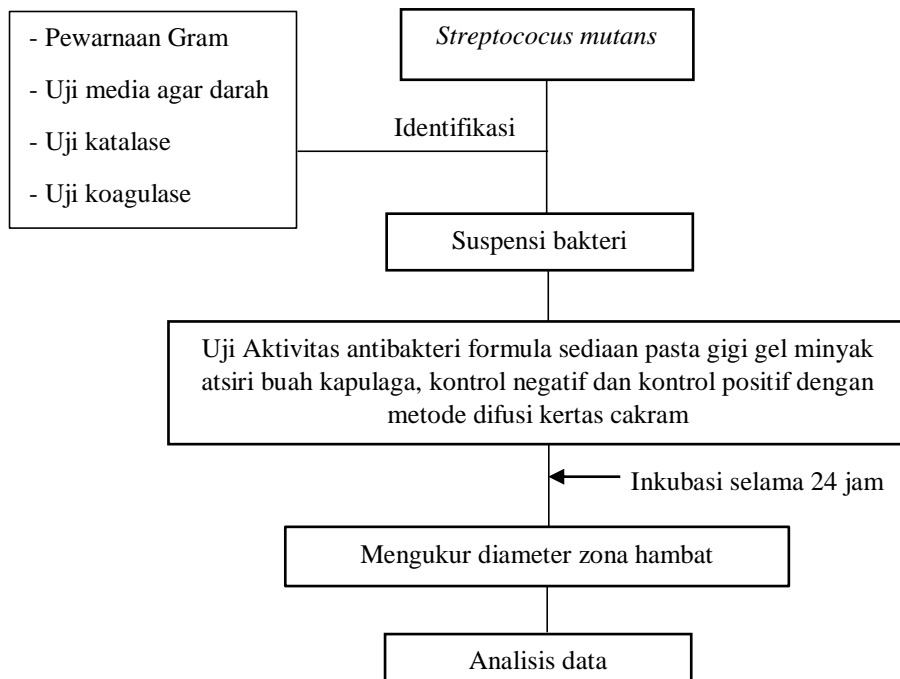 - Pewarnaan Gram
- Uji media agar darah
- Uji katalase
- Uji koagulase
Streptococus mutans
Identifikasi
Suspensi bakteri
Uji Aktivitas antibakteri formula sediaan pasta gigi gel minyak
atsiri buah kapulaga, kontrol negatif dan kontrol positif dengan
metode difusi kertas cakram
Inkubasi selama 24 jam
Mengukur diameter zona hambat
Analisis data